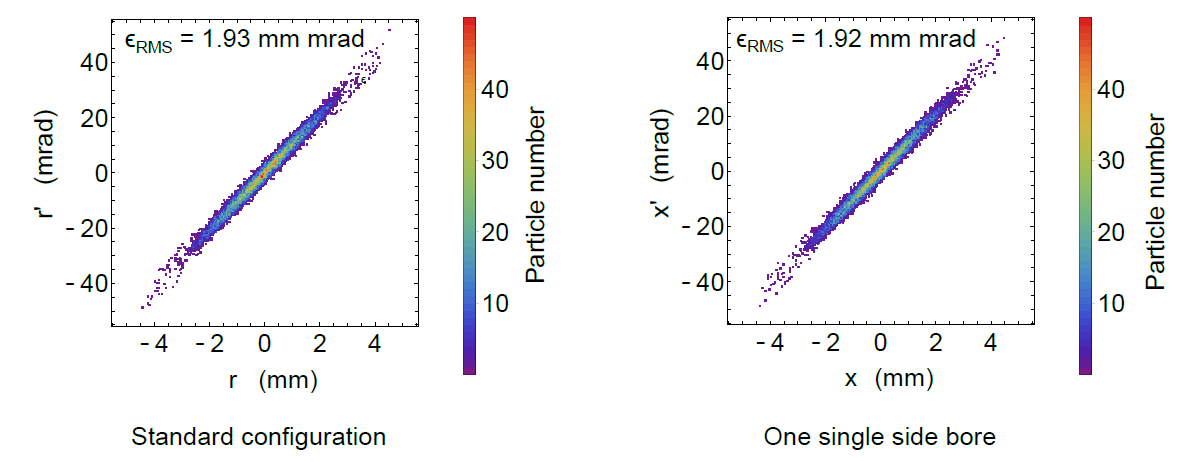 ϵRMS = 1.93 mm mrad
40
20
0
- 20
- 40
- 4
- 2
0
2
4
r' (mrad)
r (mm)
40
30
20
10
Particle number
Standard configuration
ϵRMS = 1.92 mm mrad
40
20
0
- 20
- 40
- 4
- 2
0
2
4
x' (mrad)
x (mm)
40
30
20
10
Particle number
One single side bore